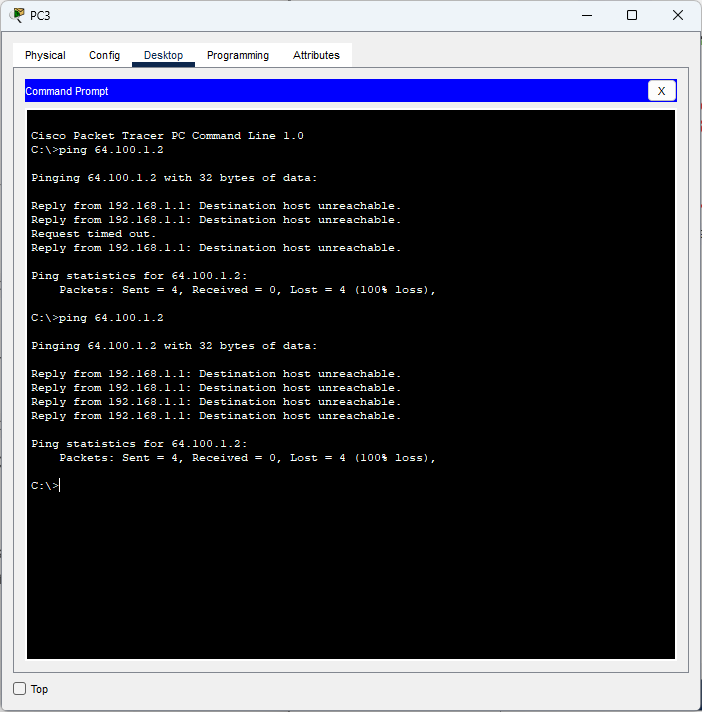 PC3
Physical Config Desktop Programming Attributes
Command Prompt X
Cisco Packet Tracer PC Command Line 1.0
C:\>ping 64.100.1.2
Pinging 64.100.1.2 with 32 bytes of data:
Reply from 192.168.1.1: Destination host unreachable.
Reply from 192.168.1.1: Destination host unreachable.
Request timed out.
Reply from 192.168.1.1: Destination host unreachable.
Ping statistics for 64.100.1.2:
Packets: Sent = 4, Received = 0, Lost = 4 (100% loss),
C:\>ping 64.100.1.2
Pinging 64.100.1.2 with 32 bytes of data:
Reply from 192.168.1.1: Destination host unreachable.
Reply from 192.168.1.1: Destination host unreachable.
Reply from 192.168.1.1: Destination host unreachable.
Reply from 192.168.1.1: Destination host unreachable.
Ping statistics for 64.100.1.2:
Packets: Sent = 4, Received = 0, Lost = 4 (100% loss),
C:\>
Top